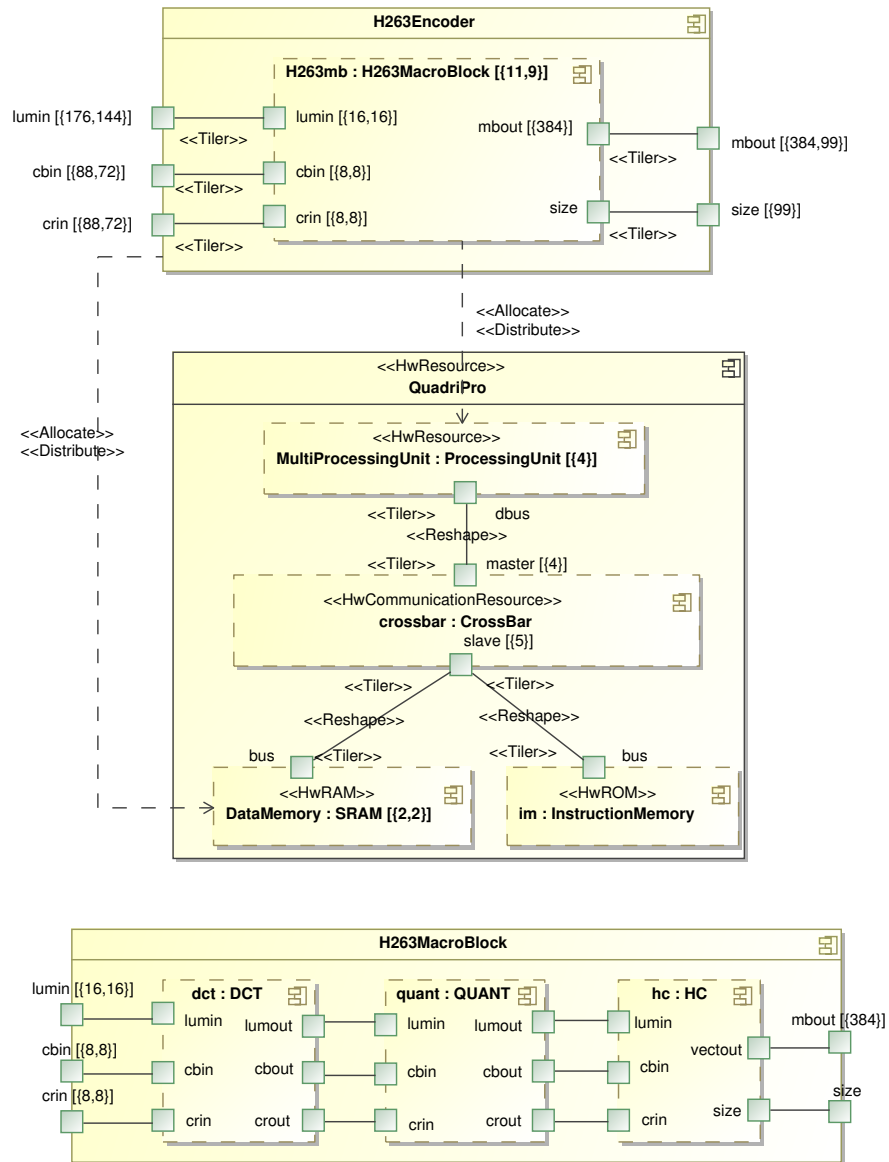 H263Encoder
H263mb : H263MacroBlock [{11,9}]
lumin [{176,144}]
lumin [{16,16}]
mbout [{384}]
mbout [{384,99}]
<<Tiler>>
<<Tiler>>
cbin [{88,72}]
cbin [{8,8}]
<<Tiler>>
crin [{88,72}]
crin [{8,8}]
size
size [{99}]
<<Tiler>>
<<Tiler>>
<<Allocate>>
<<Distribute>>
<<HwResource>>
QuadriPro
<<Allocate>>
<<Distribute>>
<<HwResource>>
MultiProcessingUnit : ProcessingUnit [{4}]
<<Tiler>>
dbus
<<Reshape>>
<<Tiler>>
master [{4}]
<<HwCommunicationResource>>
crossbar : CrossBar
slave [{5}]
<<Tiler>>
<<Tiler>>
<<Reshape>>
<<Reshape>>
bus
<<Tiler>>
<<Tiler>>
bus
<<HwRAM>>
DataMemory : SRAM [{2,2}]
<<HwROM>>
im : InstructionMemory
H263MacroBlock
lumin [{16,16}]
dct : DCT
quant : QUANT
hc : HC
mbout [{384}]
lumin
lumout
lumin
lumout
lumin
vectout
cbin [{8,8}]
cbin
cbout
cbin
cbout
cbin
crin [{8,8}]
crin
crout
crin
crout
crin
size
size